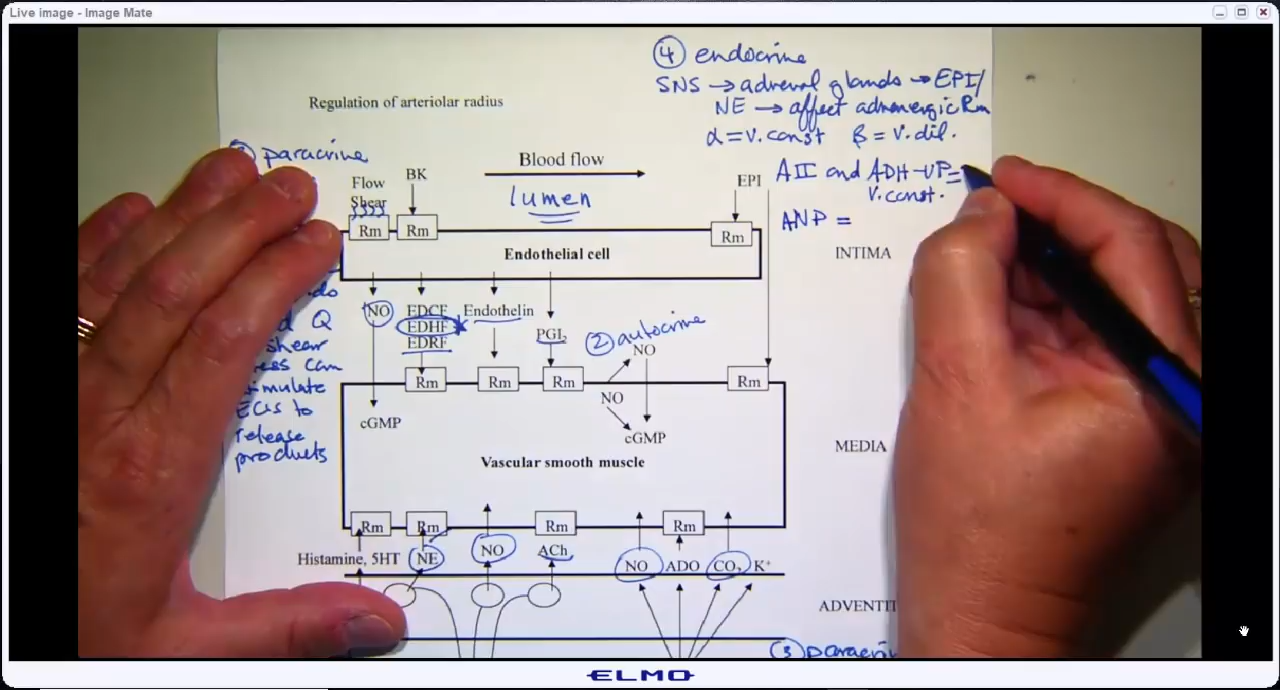 Live image - Image Mate
④ endocrine
SNS → adrenal glands → EPI/
NE → affect adrenergic Rm
α = v.const β = v.dil.
AII and ADH-VP =
v.const.
ANP =
Regulation of arteriolar radius
paracrine
Blood flow
lumen
Flow
Shear
BK
EPI
Rm Rm Rm
Endothelial cell
INTIMA
NO EDCF Endothelin
EDHF
EDRF
PGI₂
② autocrine
NO
Rm Rm Rm Rm
NO
cGMP
cGMP
Q
shear
can
ECs to
release
products
MEDIA
Vascular smooth muscle
Rm Rm Rm Rm
Histamine, 5HT NE NO ACh NO ADO CO₂ K⁺
③
ELMO